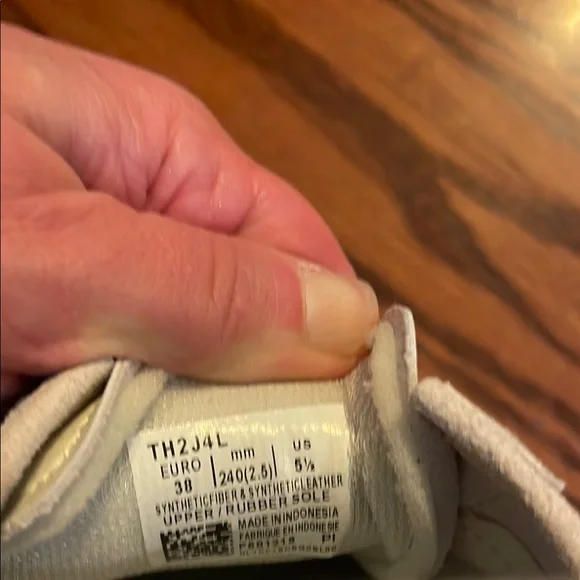 TH2J4L
EURO | mm | US
38 | 240(2.5) | 5½
SYNTHETICFIBER & SYNTHETICLEATHER
UPPER / RUBBER SOLE
MADE IN INDONESIA
FABRIQUE EN INDONESIE
PI